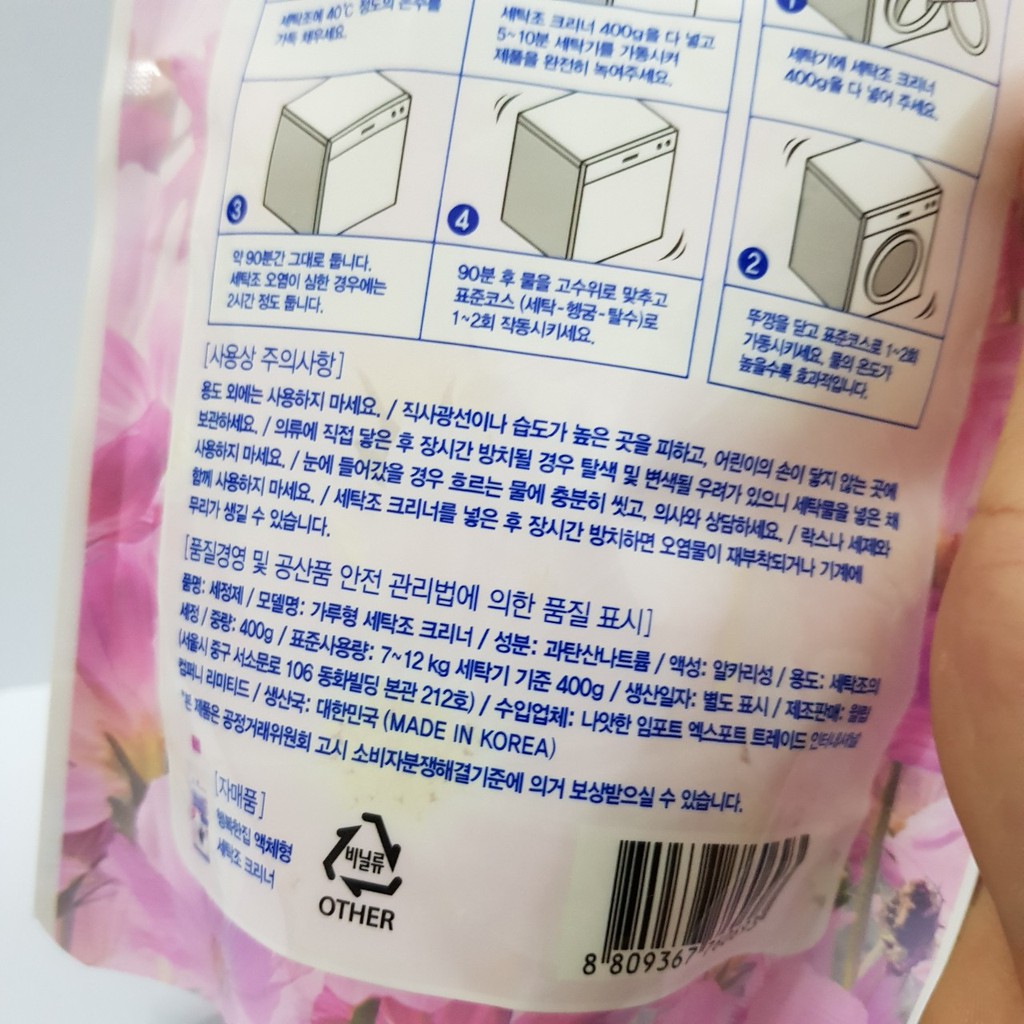 세탁조에 40℃ 정도의 온수를
가득 채우세요.
세탁조 크리너 400g을 다 넣고
5~10분 세탁기를 가동시켜
제품을 완전히 녹여주세요.
1
세탁기에 세탁조 크리너
400g을 다 넣어 주세요.
3
약 90분간 그대로 둡니다.
세탁조 오염이 심한 경우에는
2시간 정도 둡니다.
4
90분 후 물을 고수위로 맞추고
표준코스 (세탁-헹굼-탈수)로
1~2회 작동시키세요.
2
뚜껑을 닫고 표준코스로 1~2회
가동시키세요. 물의 온도가
높을수록 효과적입니다.
[사용상 주의사항]
용도 외에는 사용하지 마세요. / 직사광선이나 습도가 높은 곳을 피하고, 어린이의 손이 닿지 않는 곳에
보관하세요. / 의류에 직접 닿은 후 장시간 방치될 경우 탈색 및 변색될 우려가 있으니 세탁물을 넣은 채
사용하지 마세요. / 눈에 들어갔을 경우 흐르는 물에 충분히 씻고, 의사와 상담하세요. / 락스나 세제와
함께 사용하지 마세요. / 세탁조 크리너를 넣은 후 장시간 방치하면 오염물이 재부착되거나 기계에
무리가 생길 수 있습니다.
[품질경영 및 공산품 안전 관리법에 의한 품질 표시]
품명: 세정제 / 모델명: 가루형 세탁조 크리너 / 성분: 과탄산나트륨 / 액성: 알카리성 / 용도: 세탁조의
세정 / 중량: 400g / 표준사용량: 7~12 kg 세탁기 기준 400g / 생산일자: 별도 표시 / 제조판매:
(서울시 중구 서소문로 106 동화빌딩 본관 212호) / 수입업체: 나앗한 임포트 엑스포트 트레이드 인터내셔날
컴퍼니 리미티드 / 생산국: 대한민국 (MADE IN KOREA)
*본 제품은 공정거래위원회 고시 소비자분쟁해결기준에 의거 보상받으실 수 있습니다.
[자매품]
행복한집 액체형
세탁조 크리너
비닐류
OTHER
8 809367